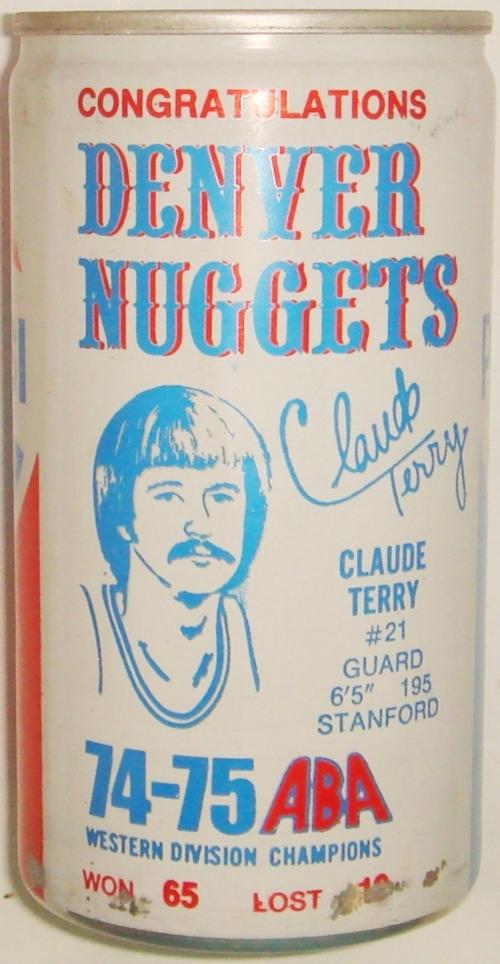 CONGRATULATIONS
DENVER
NUGGETS
Claude
Terry
CLAUDE
TERRY
#21
GUARD
6'5" 195
STANFORD
74-75 ABA
WESTERN DIVISION CHAMPIONS
WON 65 LOST